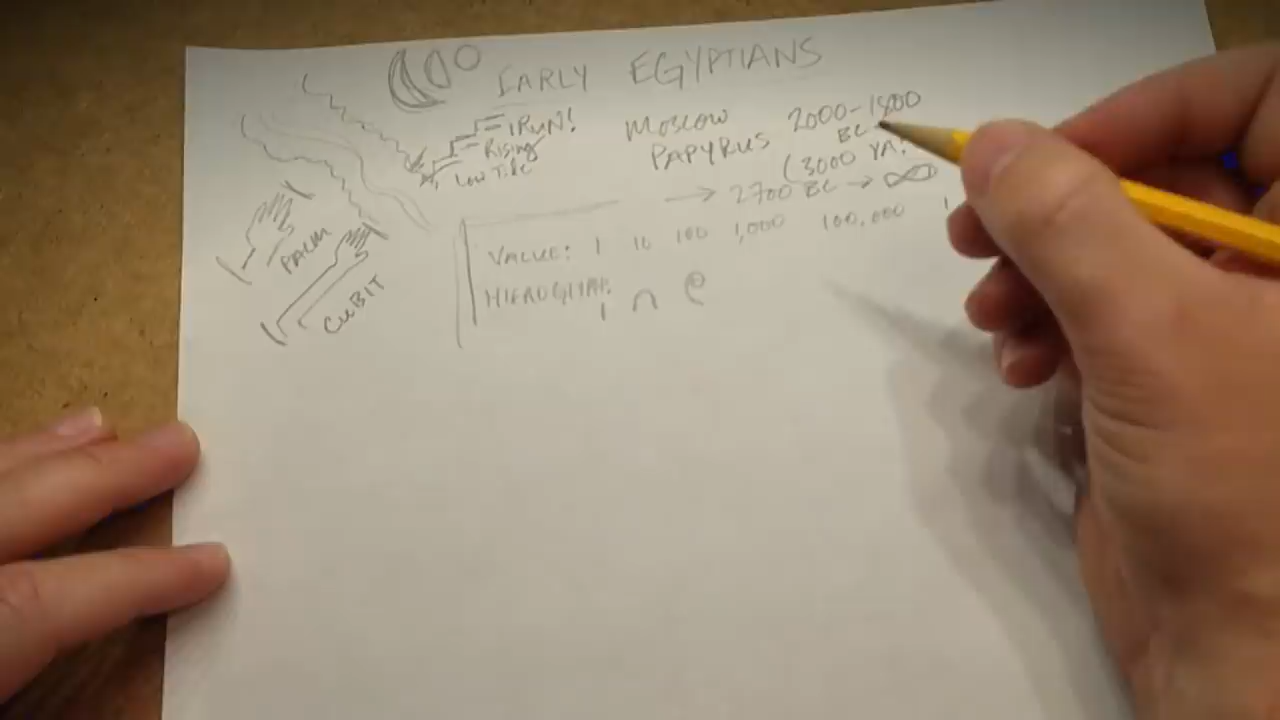 EARLY EGYPTIANS
RUN!
Rising
Low Tide
MOSCOW
PAPYRUS
2000-1800
BC
(3000 YA.
→ 2700 BC → ∞
PALM
CUBIT
VALUE: 1 10 100 1,000 100,000 1
HIEROGLYPH: